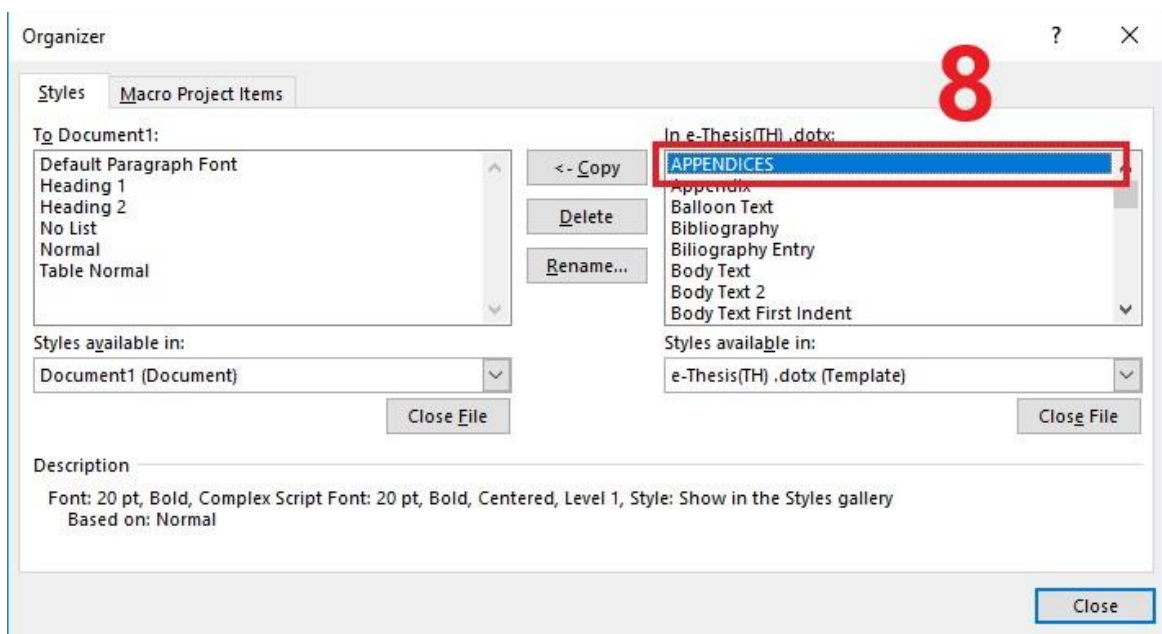 Organizer
?
8
Styles
Macro Project Items
To Document1:
Default Paragraph Font
Heading 1
Heading 2
No List
Normal
Table Normal
<- Copy
Delete
Rename...
In e-Thesis(TH) .dotx:
APPENDICES
Appendix
Balloon Text
Bibliography
Biliography Entry
Body Text
Body Text 2
Body Text First Indent
Styles available in:
Document1 (Document)
Close File
Styles available in:
e-Thesis(TH) .dotx (Template)
Close File
Description
Font: 20 pt, Bold, Complex Script Font: 20 pt, Bold, Centered, Level 1, Style: Show in the Styles gallery
Based on: Normal
Close